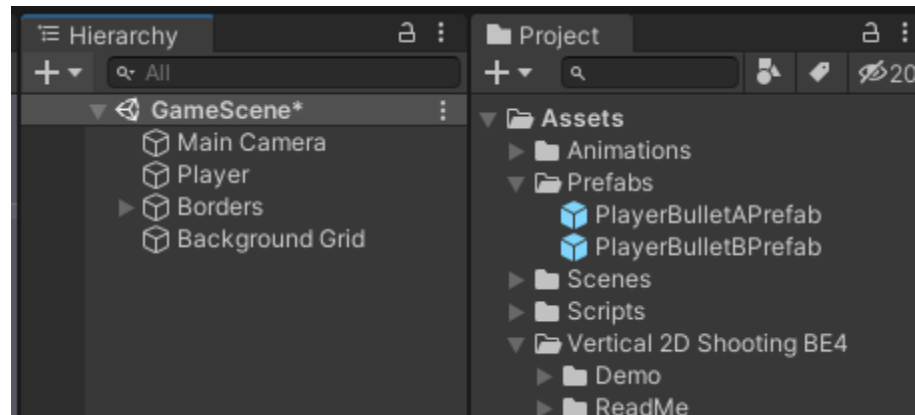 Hierarchy
All
GameScene*
Main Camera
Player
Borders
Background Grid
Project
20
Assets
Animations
Prefabs
PlayerBulletAPrefab
PlayerBulletBPrefab
Scenes
Scripts
Vertical 2D Shooting BE4
Demo
ReadMe